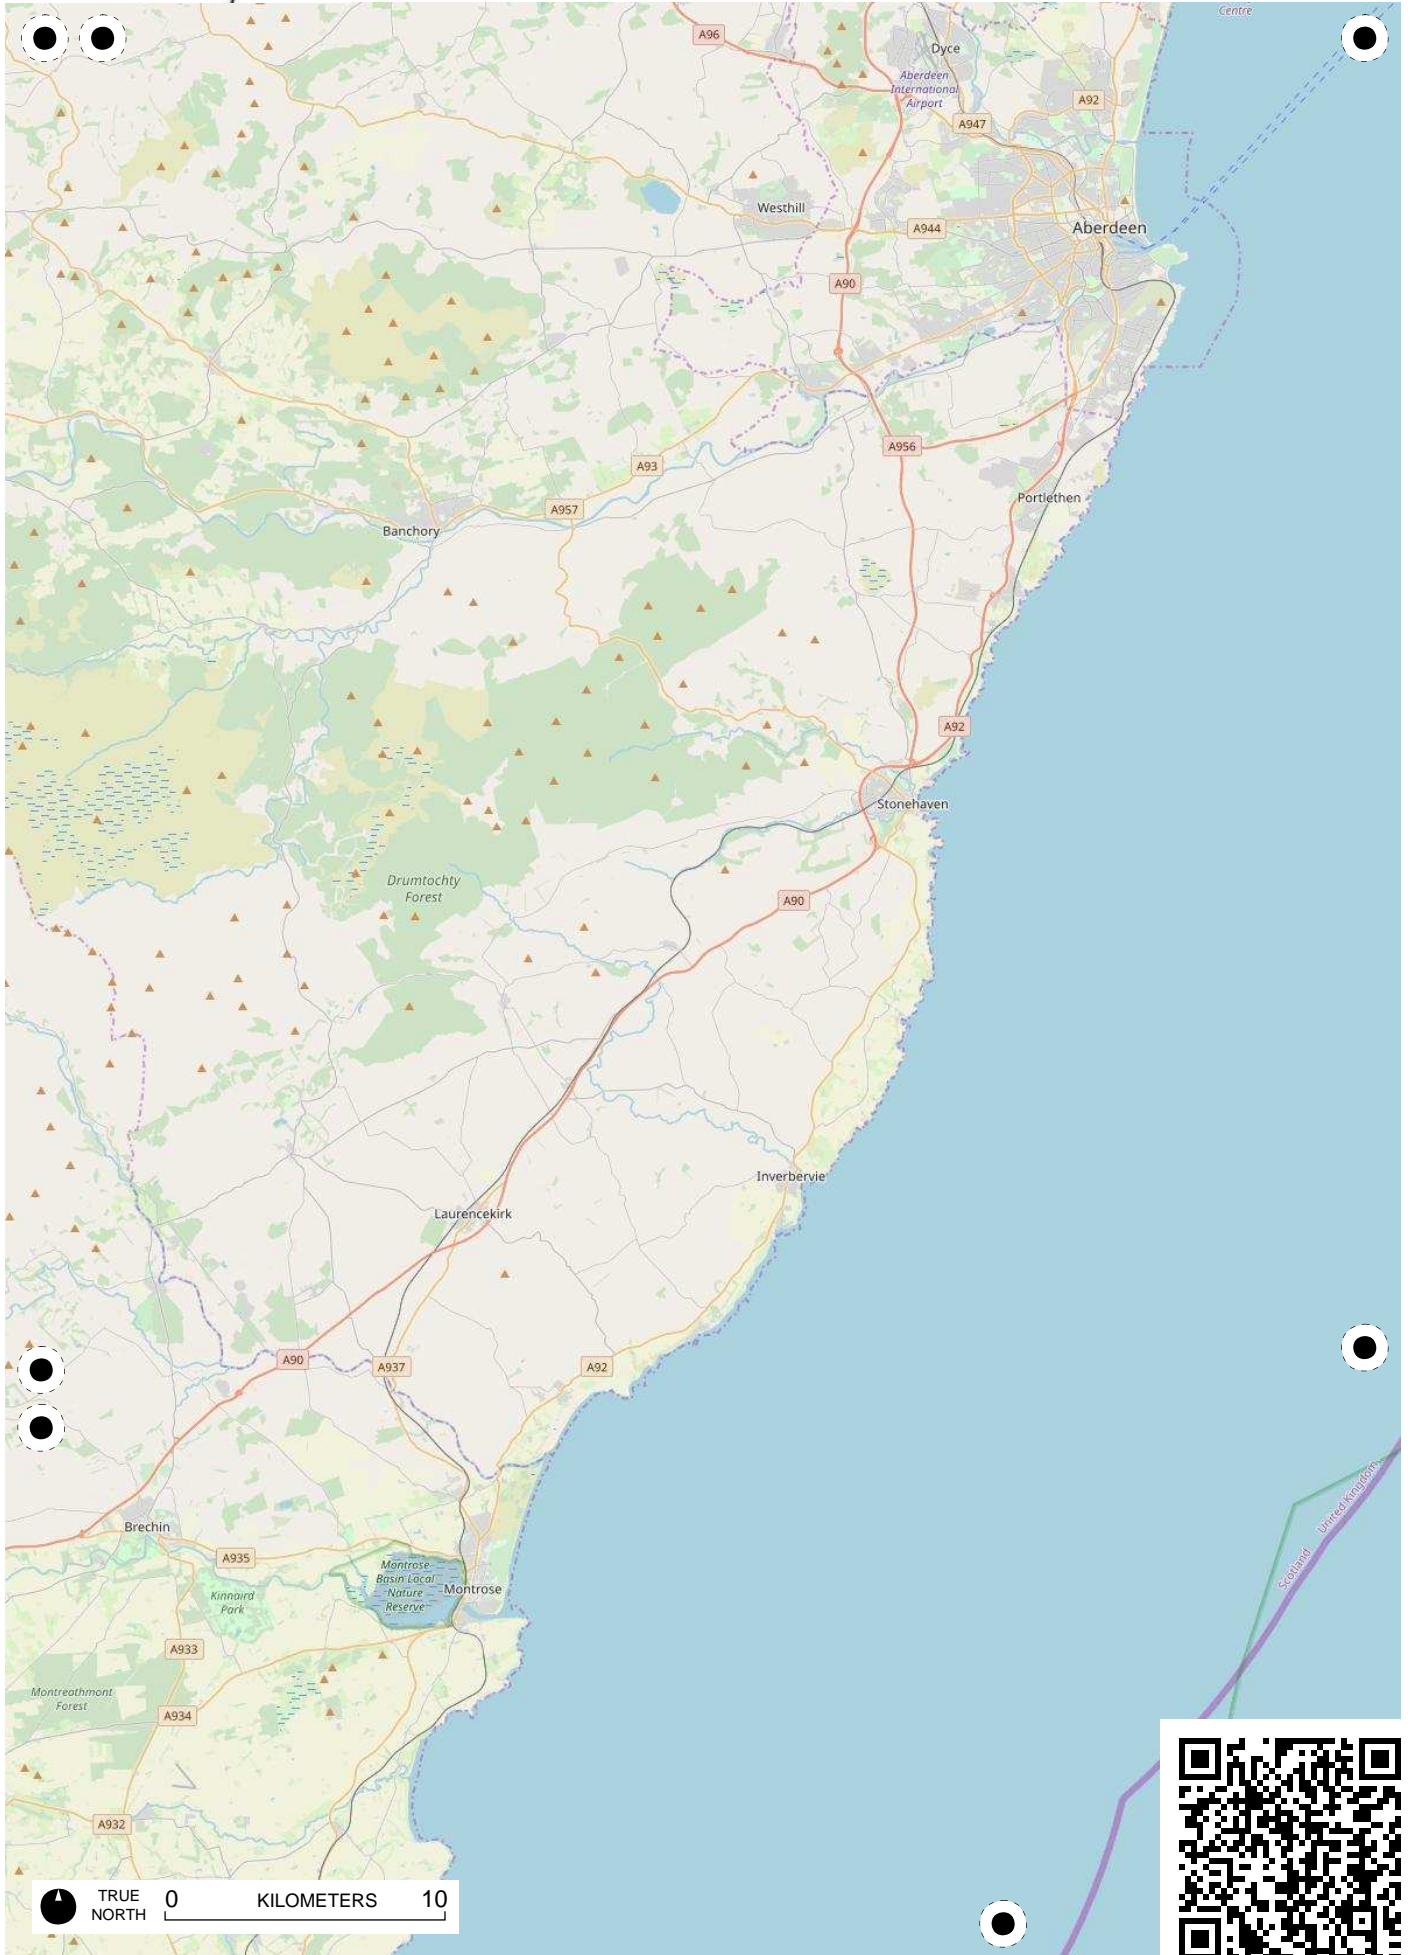 Centre
A96
Dyce
Aberdeen
International
Airport
A92
A947
Westhill
A944
Aberdeen
A90
A956
A93
Portlethen
A957
Banchory
A92
Stonehaven
Drumtochty
Forest
A90
Inverbervie
Laurencekirk
A90
A937
A92
United Kingdom
Scotland
Brechin
A935
Montrose
Basin Local
Nature
Reserve
Montrose
Kinnaird
Park
A933
Montreathmont
Forest
A934
A932
TRUE
NORTH
0 KILOMETERS 10